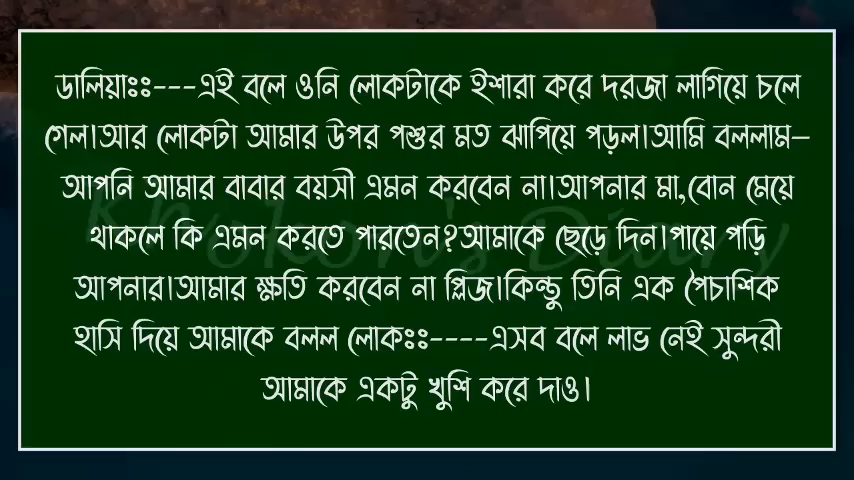 ডালিয়াঃঃ---এই বলে ওনি লোকটাকে ইশারা করে দরজা লাগিয়ে চলে
গেল।আর লোকটা আমার উপর পশুর মত ঝাপিয়ে পড়ল।আমি বললাম–
আপনি আমার বাবার বয়সী এমন করবেন না।আপনার মা,বোন মেয়ে
থাকলে কি এমন করতে পারতেন?আমাকে ছেড়ে দিন।পায়ে পড়ি
আপনার।আমার ক্ষতি করবেন না প্লিজ।কিন্তু তিনি এক পৈচাশিক
হাসি দিয়ে আমাকে বলল লোকঃঃ----এসব বলে লাভ নেই সুন্দরী
আমাকে একটু খুশি করে দাও।
Khokon's Diary